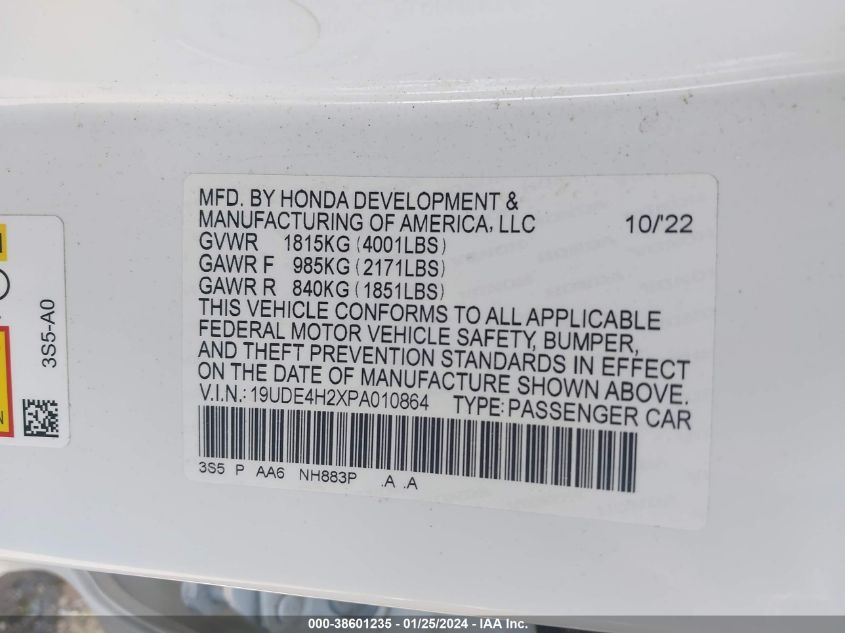 MFD. BY HONDA DEVELOPMENT &
MANUFACTURING OF AMERICA, LLC 10/'22
GVWR 1815KG (4001LBS)
GAWR F 985KG (2171LBS)
GAWR R 840KG (1851LBS)
THIS VEHICLE CONFORMS TO ALL APPLICABLE
FEDERAL MOTOR VEHICLE SAFETY, BUMPER,
AND THEFT PREVENTION STANDARDS IN EFFECT
ON THE DATE OF MANUFACTURE SHOWN ABOVE.
V.I.N.: 19UDE4H2XPA010864 TYPE: PASSENGER CAR
3S5 P AA6 NH883P .A .A
3S5-A0
000-38601235 - 01/25/2024 - IAA Inc.